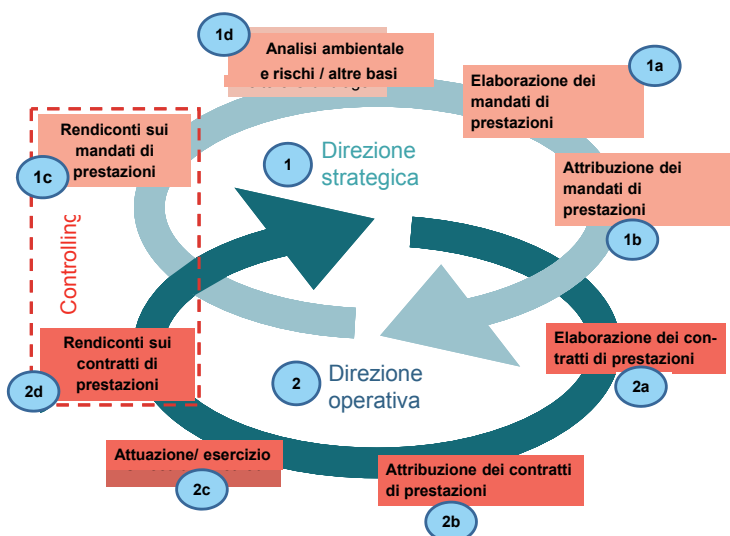 1d
Analisi ambientale
e rischi / altre basi
1a
Elaborazione dei
mandati di
prestazioni
Rendiconti sui
mandati di
prestazioni
1c
1
Direzione
strategica
Attribuzione dei
mandati di
prestazioni
1b
Controlling
Rendiconti sui
contratti di
prestazioni
2d
2
Direzione
operativa
Elaborazione dei con-
tratti di prestazioni
2a
Attuazione/ esercizio
2c
Attribuzione dei contratti
di prestazioni
2b